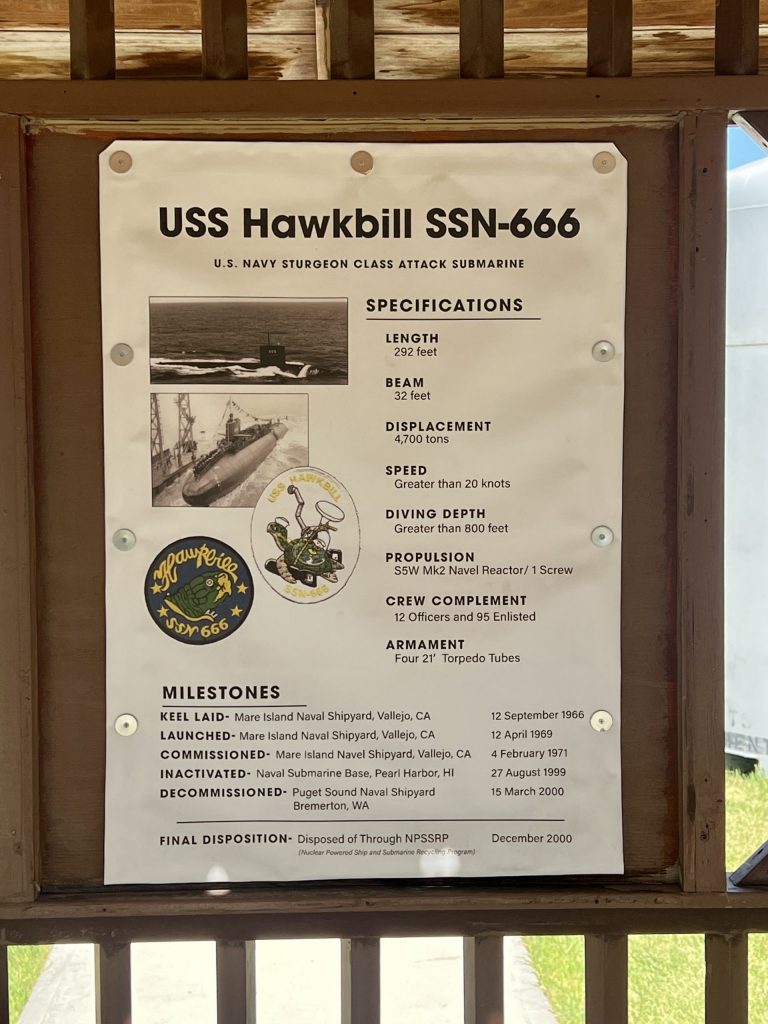 USS Hawkbill SSN-666
U.S. NAVY STURGEON CLASS ATTACK SUBMARINE
SPECIFICATIONS
LENGTH
292 feet
BEAM
32 feet
DISPLACEMENT
4,700 tons
SPEED
Greater than 20 knots
DIVING DEPTH
Greater than 800 feet
PROPULSION
S5W Mk2 Navel Reactor/ 1 Screw
CREW COMPLEMENT
12 Officers and 95 Enlisted
ARMAMENT
Four 21' Torpedo Tubes
USS HAWKBILL
SSN-666
Hawkbill
SSN 666
MILESTONES
KEEL LAID- Mare Island Naval Shipyard, Vallejo, CA 12 September 1966
LAUNCHED- Mare Island Naval Shipyard, Vallejo, CA 12 April 1969
COMMISSIONED- Mare Island Navel Shipyard, Vallejo, CA 4 February 1971
INACTIVATED- Naval Submarine Base, Pearl Harbor, HI 27 August 1999
DECOMMISSIONED- Puget Sound Naval Shipyard 15 March 2000
Bremerton, WA
FINAL DISPOSITION- Disposed of Through NPSSRP December 2000
(Nuclear Powered Ship and Submarine Recycling Program)